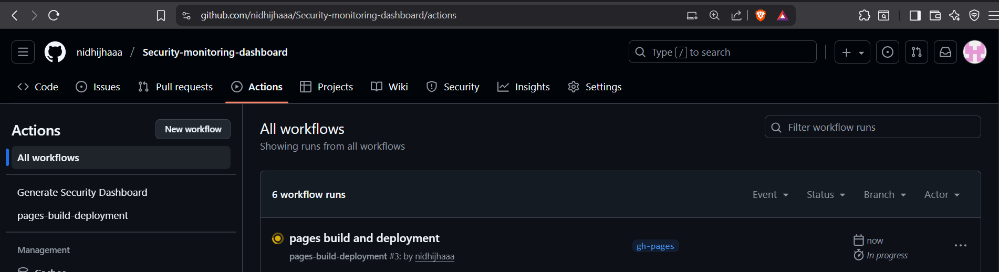 github.com/nidhijhaaa/Security-monitoring-dashboard/actions
nidhijhaaa / Security-monitoring-dashboard
Type / to search
Code
Issues
Pull requests
Actions
Projects
Wiki
Security
Insights
Settings
Actions
New workflow
All workflows
Generate Security Dashboard
pages-build-deployment
Management
Caches
All workflows
Showing runs from all workflows
Filter workflow runs
6 workflow runs
Event
Status
Branch
Actor
pages build and deployment
pages-build-deployment #3: by nidhijhaaa
gh-pages
now
In progress